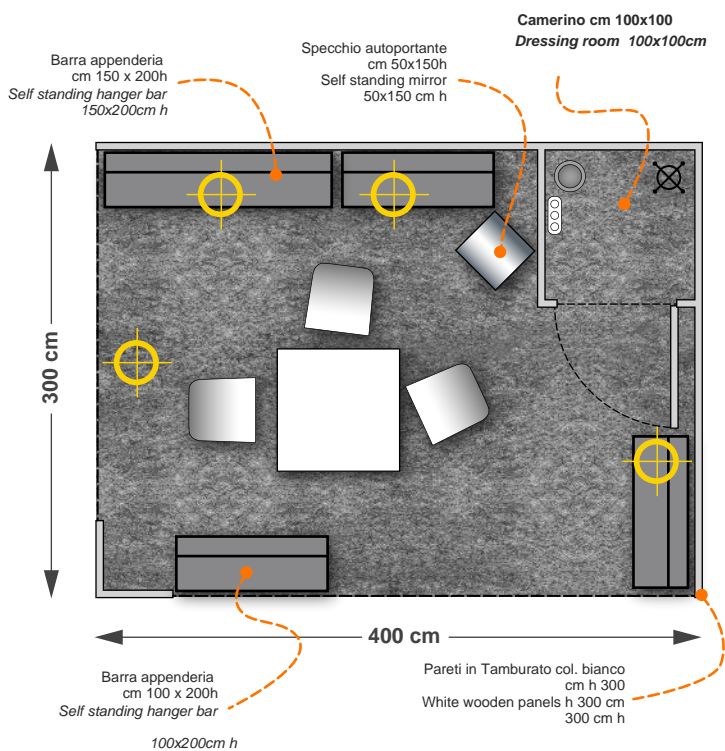 Camerino cm 100x100
Dressing room 100x100cm
Specchio autoportante
cm 50x150h
Self standing mirror
50x150 cm h
Barra appenderia
cm 150 x 200h
Self standing hanger bar
150x200cm h
300 cm
400 cm
Barra appenderia
cm 100 x 200h
Self standing hanger bar
100x200cm h
Pareti in Tamburato col. bianco
cm h 300
White wooden panels h 300 cm
300 cm h